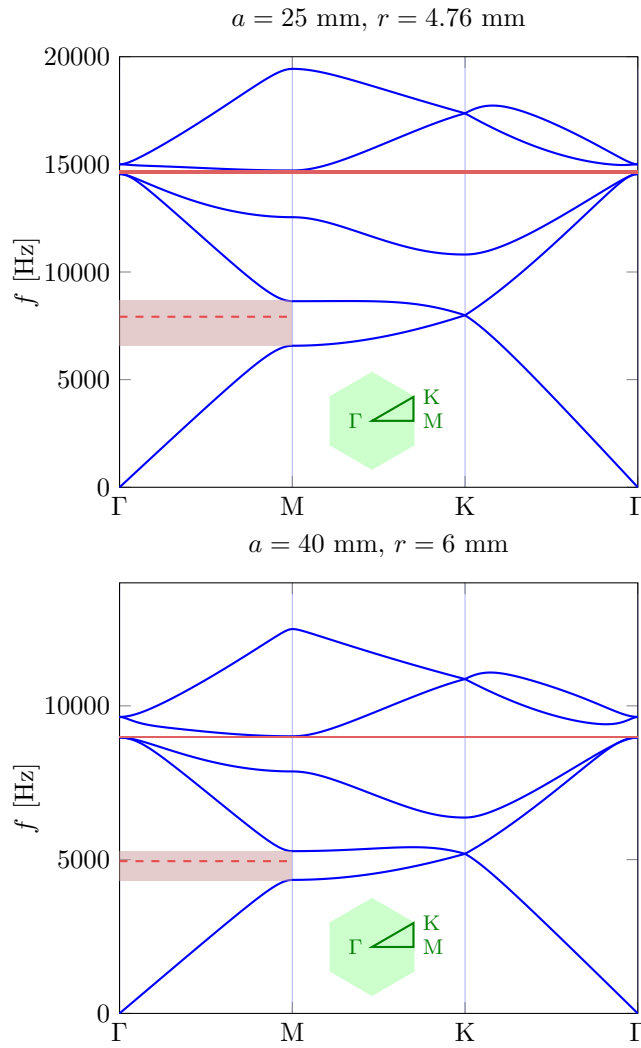 a = 25 mm, r = 4.76 mm
20000
15000
10000
5000
0
f [Hz]
Γ M K Γ
K
Γ M
a = 40 mm, r = 6 mm
10000
5000
0
f [Hz]
Γ M K Γ
K
Γ M